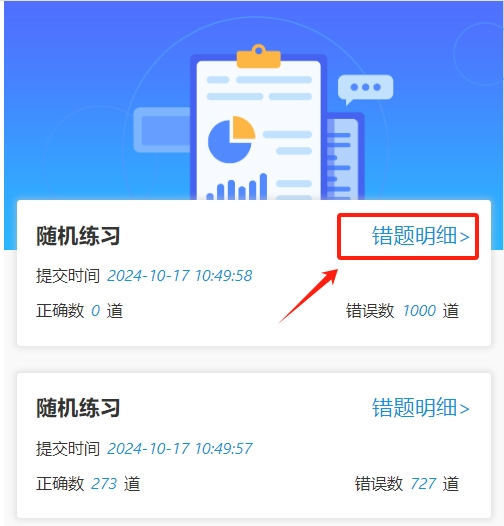 随机练习 错题明细>
提交时间 2024-10-17 10:49:58
正确数 0 道 错误数 1000 道
随机练习 错题明细>
提交时间 2024-10-17 10:49:57
正确数 273 道 错误数 727 道